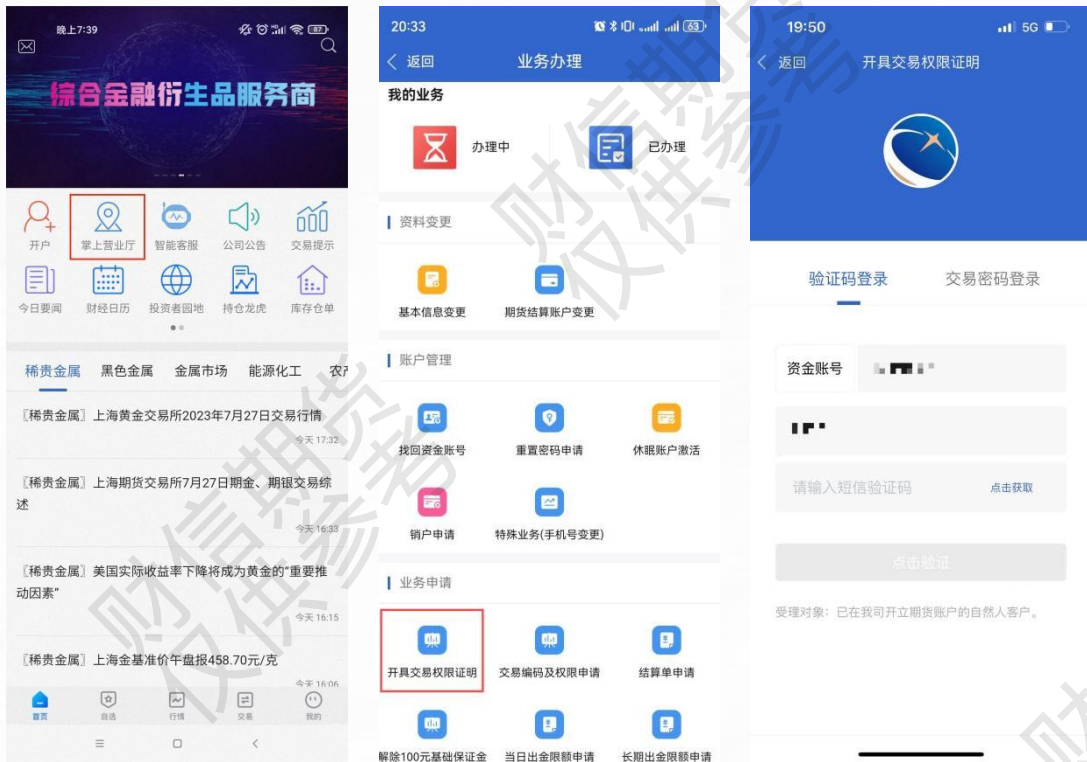 晚上7:39
87
综合金融衍生品服务商
开户
掌上营业厅
智能客服
公司公告
交易提示
今日要闻
财经日历
投资者园地
持仓龙虎
库存仓单
稀贵金属 黑色金属 金属市场 能源化工 农产
〖稀贵金属〗上海黄金交易所2023年7月27日交易行情
今天 17:32
〖稀贵金属〗上海期货交易所7月27日期金、期银交易综
述
今天 16:33
〖稀贵金属〗美国实际收益率下降将成为黄金的“重要推
动因素”
今天 16:15
〖稀贵金属〗上海金基准价午盘报458.70元/克
今天 16:06
首页
自选
行情
交易
我的
20:33
63
返回
业务办理
我的业务
办理中
已办理
资料变更
基本信息变更
期货结算账户变更
账户管理
找回资金账号
重置密码申请
休眠账户激活
销户申请
特殊业务(手机号变更)
业务申请
开具交易权限证明
交易编码及权限申请
结算单申请
解除100元基础保证金
当日出金限额申请
长期出金限额申请
19:50
5G
返回
开具交易权限证明
验证码登录
交易密码登录
资金账号
请输入短信验证码
点击获取
点击验证
受理对象：已在我司开立期货账户的自然人客户。
财信期货
仅供参考